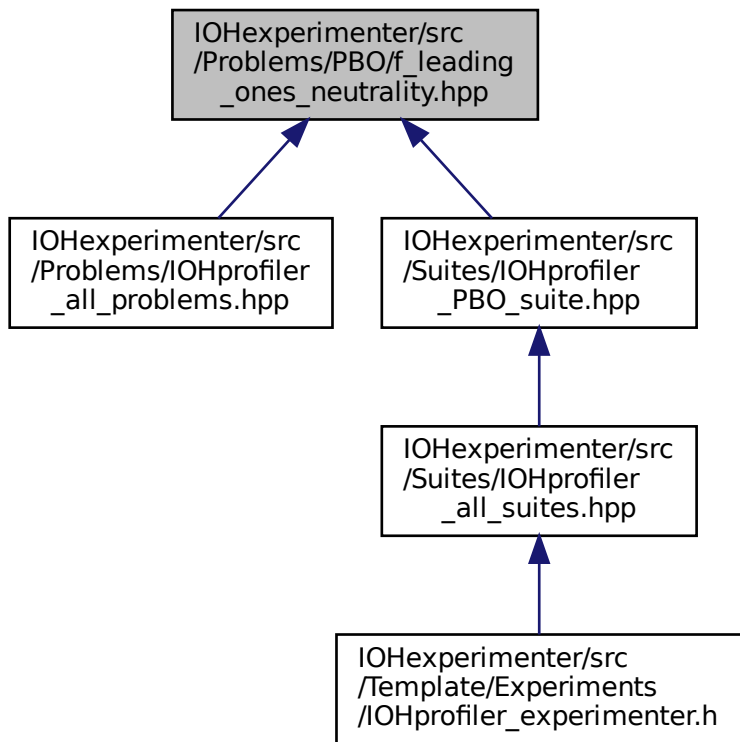 IOHexperimenter/src
/Problems/PBO/f_leading
_ones_neutrality.hpp
IOHexperimenter/src
/Problems/IOHprofiler
_all_problems.hpp
IOHexperimenter/src
/Suites/IOHprofiler
_PBO_suite.hpp
IOHexperimenter/src
/Suites/IOHprofiler
_all_suites.hpp
IOHexperimenter/src
/Template/Experiments
/IOHprofiler_experimenter.h